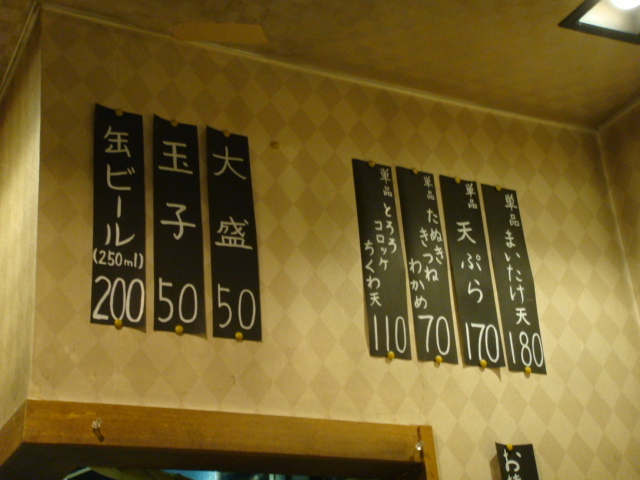 単品 まいたけ天 180
単品 天ぷら 170
単品 たぬき きつね わかめ 70
単品 とろろ コロッケ ちくわ天 110
大盛 50
玉子 50
缶ビール (250ml) 200
お